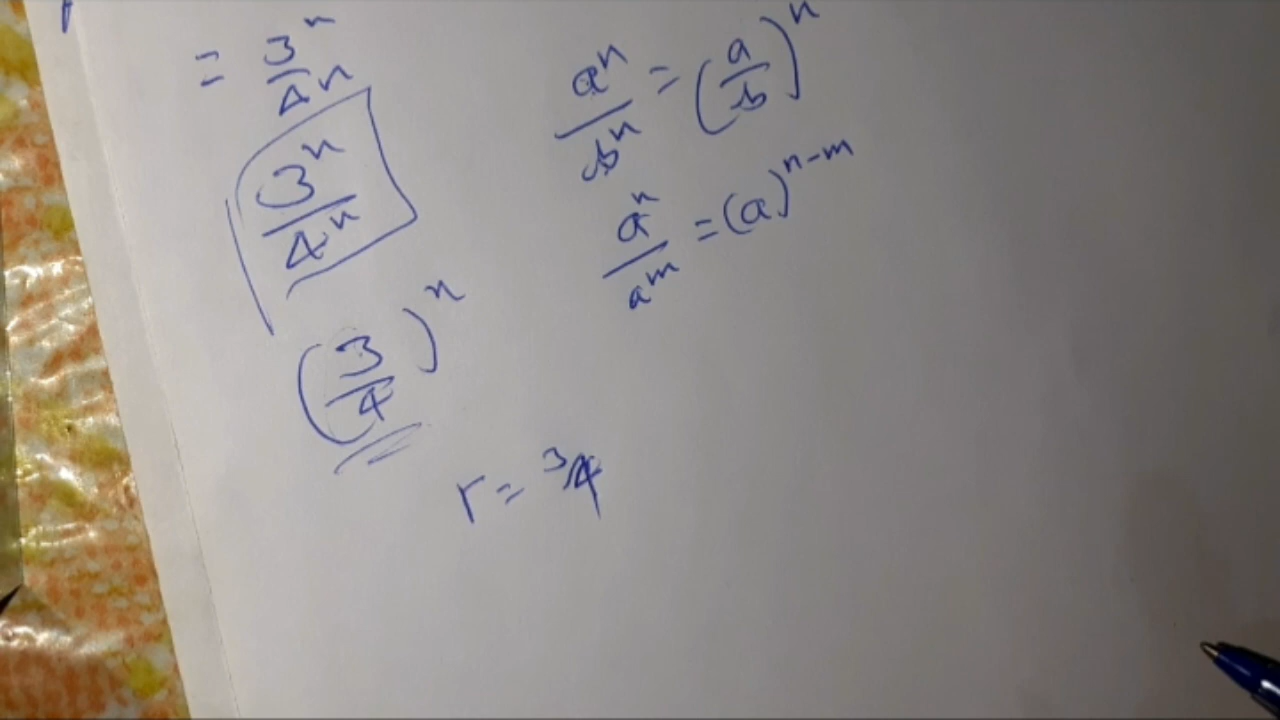 = 3^n/4^n
3^n/4^n
(3/4)^n
r = 3/4
a^n/b^n = (a/b)^n
a^n/a^m = (a)^{n-m}